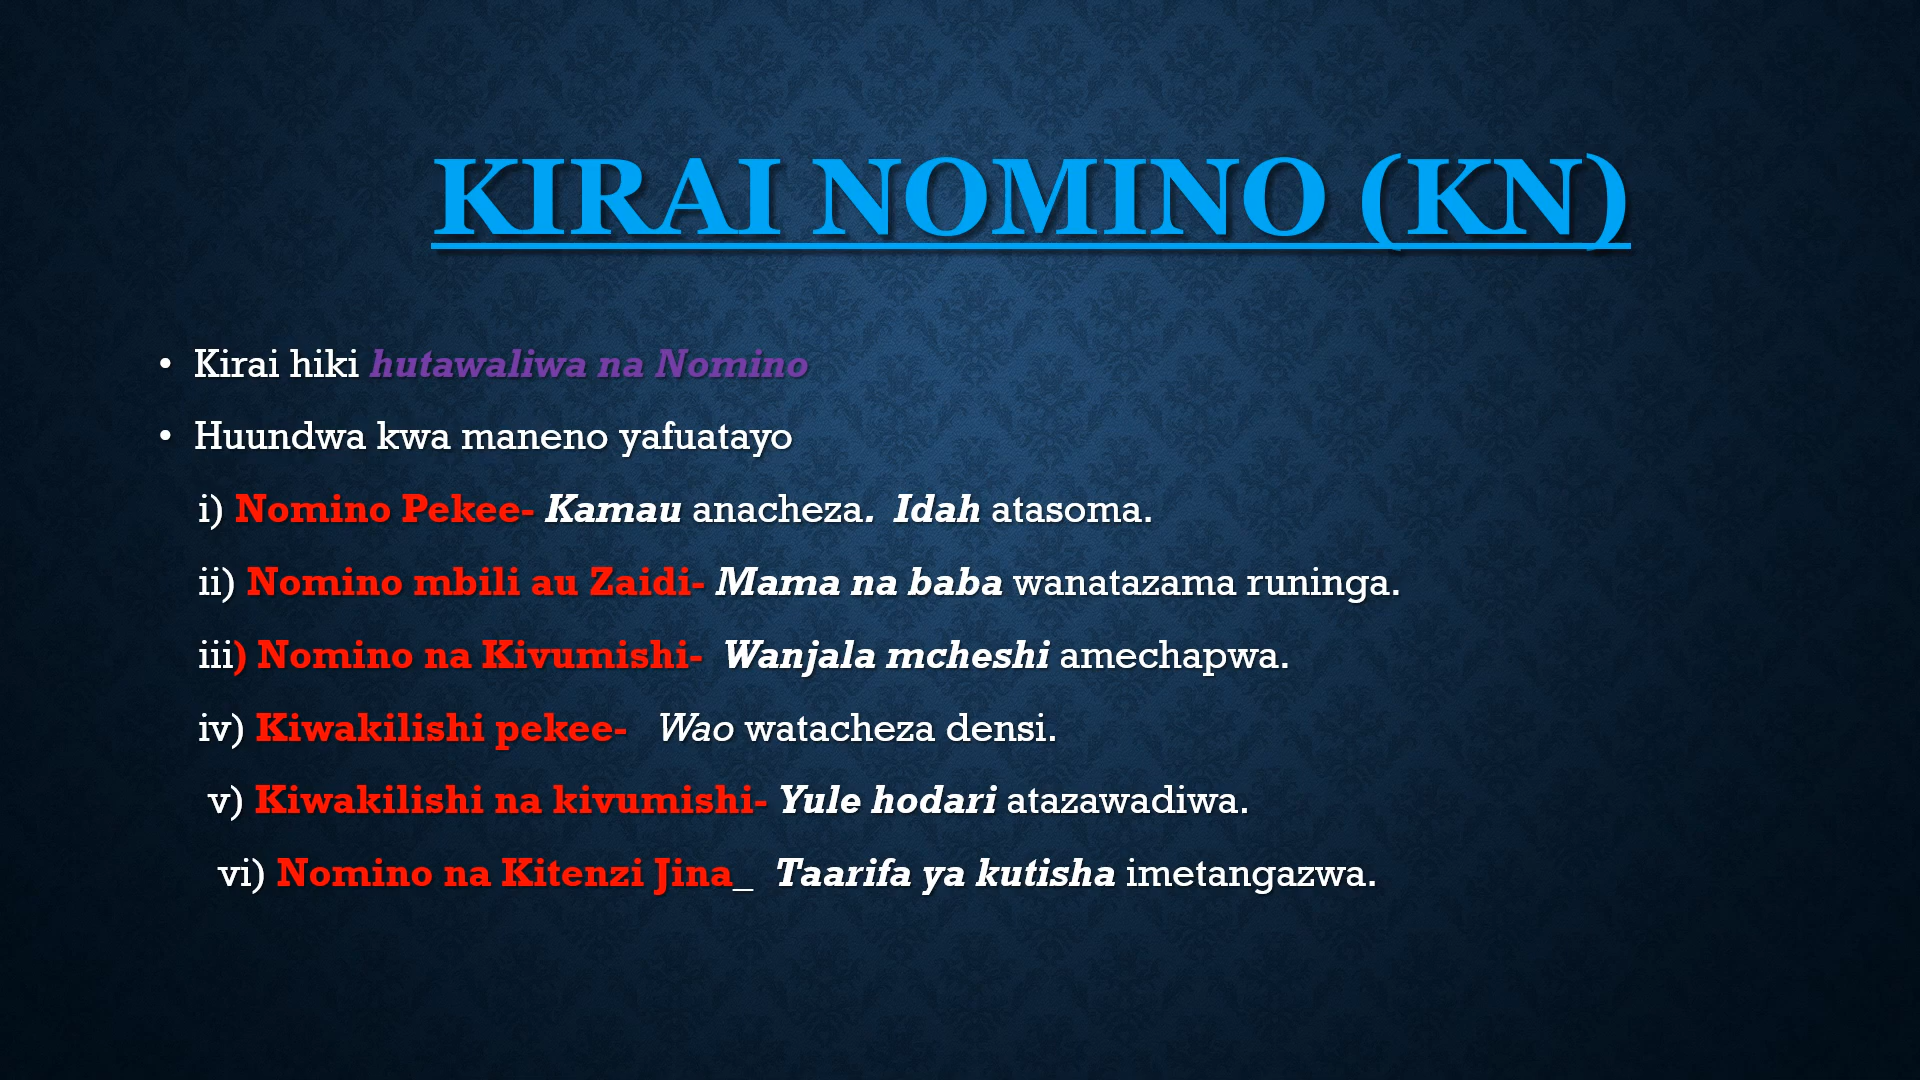 KIRAI NOMINO (KN)
• Kirai hiki hutawaliwa na Nomino
• Huundwa kwa maneno yafuatayo
i) Nomino Pekee- Kamau anacheza. Idah atasoma.
ii) Nomino mbili au Zaidi- Mama na baba wanatazama runinga.
iii) Nomino na Kivumishi- Wanjala mcheshi amechapwa.
iv) Kiwakilishi pekee- Wao watacheza densi.
v) Kiwakilishi na kivumishi- Yule hodari atazawadiwa.
vi) Nomino na Kitenzi Jina_ Taarifa ya kutisha imetangazwa.